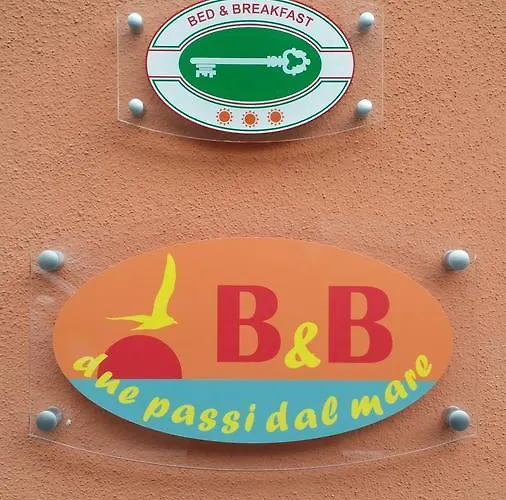 BED & BREAKFAST
B&B
due passi dal mare